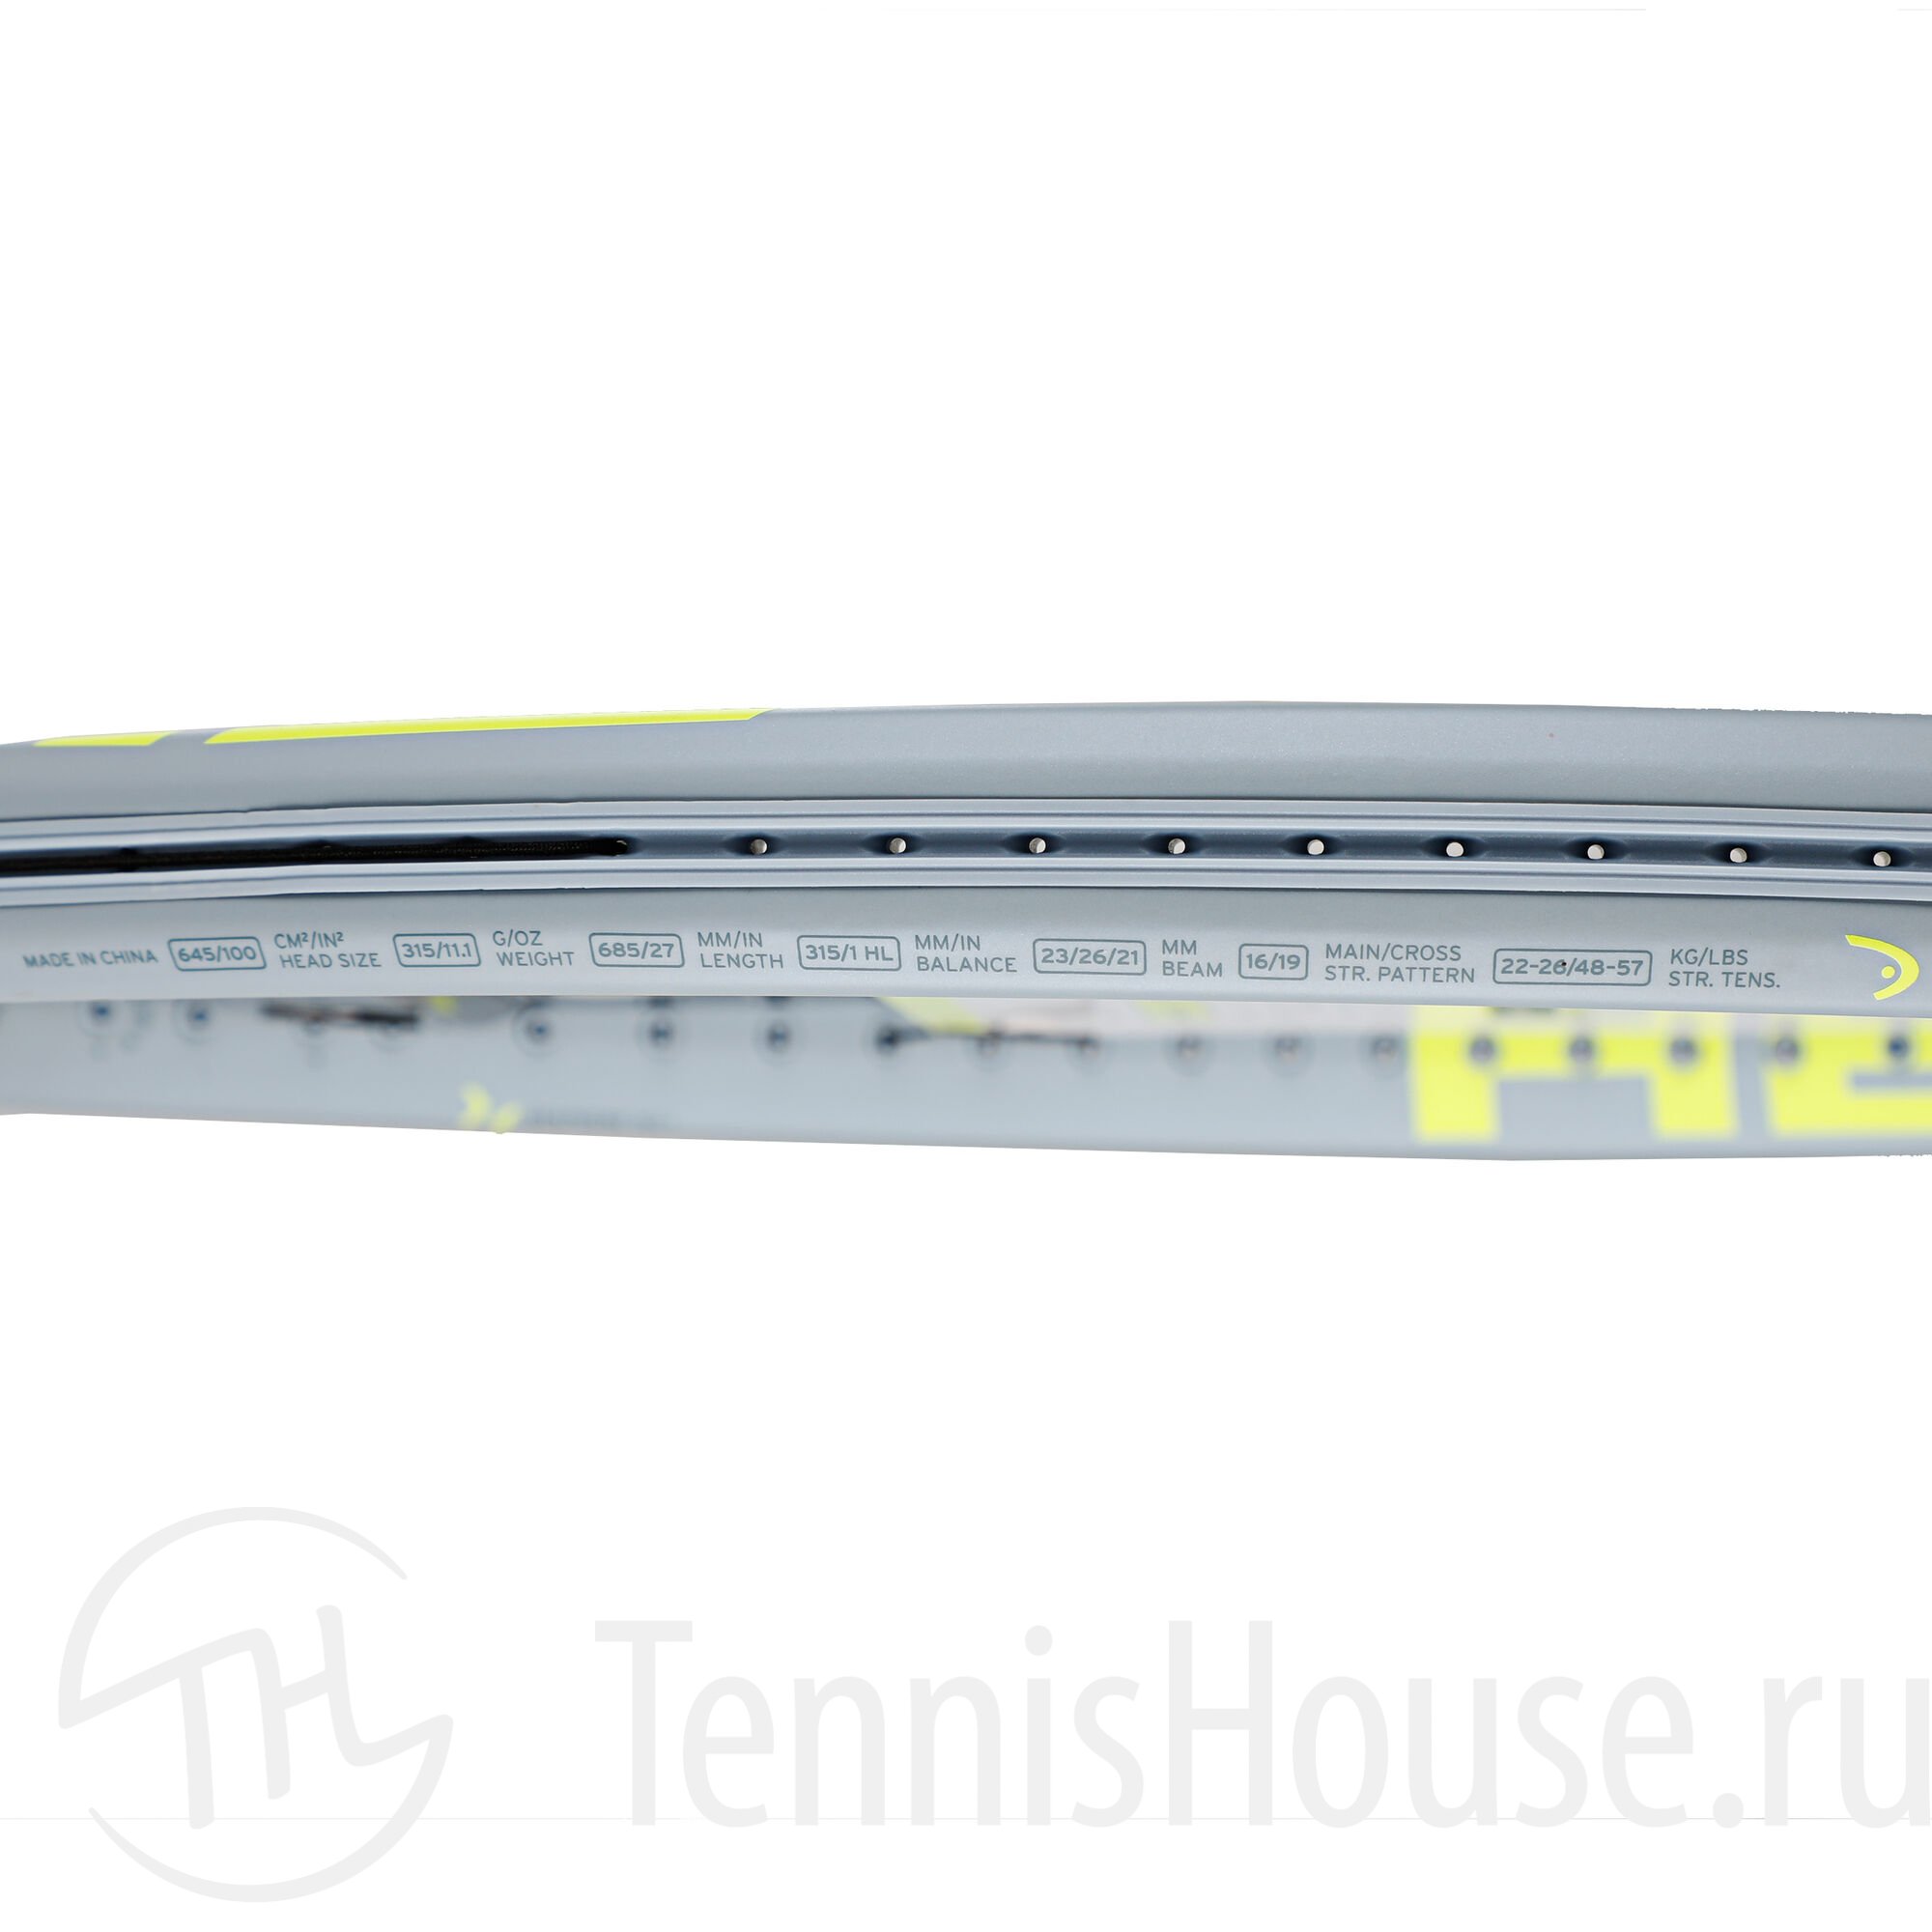 MADE IN CHINA 645/100 CM²/IN² HEAD SIZE 315/11.1 G/OZ WEIGHT 685/27 MM/IN LENGTH 315/1 HL MM/IN BALANCE 23/26/21 MM BEAM 16/19 MAIN/CROSS STR. PATTERN 22-26/48-57 KG/LBS STR. TENS.
TH
TennisHouse.ru